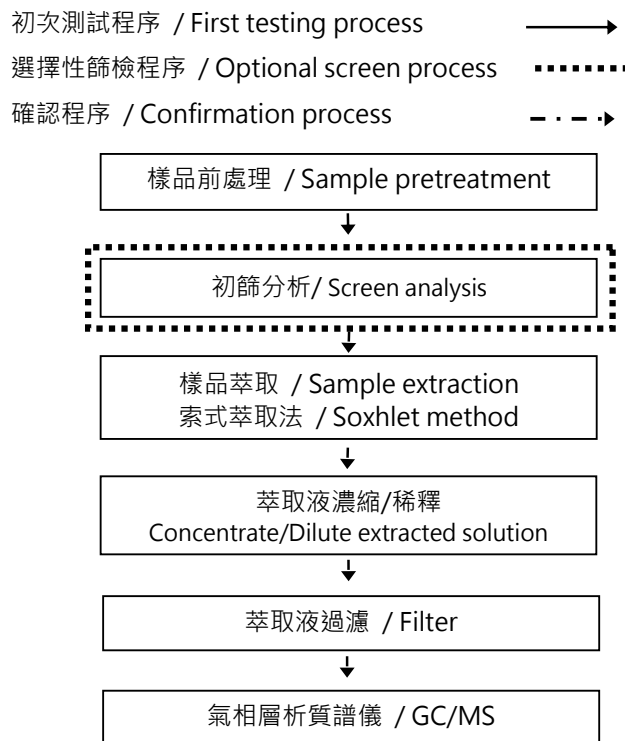 初次測試程序 / First testing process
選擇性篩檢程序 / Optional screen process
確認程序 / Confirmation process
樣品前處理 / Sample pretreatment
初篩分析/ Screen analysis
樣品萃取 / Sample extraction
索式萃取法 / Soxhlet method
萃取液濃縮/稀釋
Concentrate/Dilute extracted solution
萃取液過濾 / Filter
氣相層析質譜儀 / GC/MS